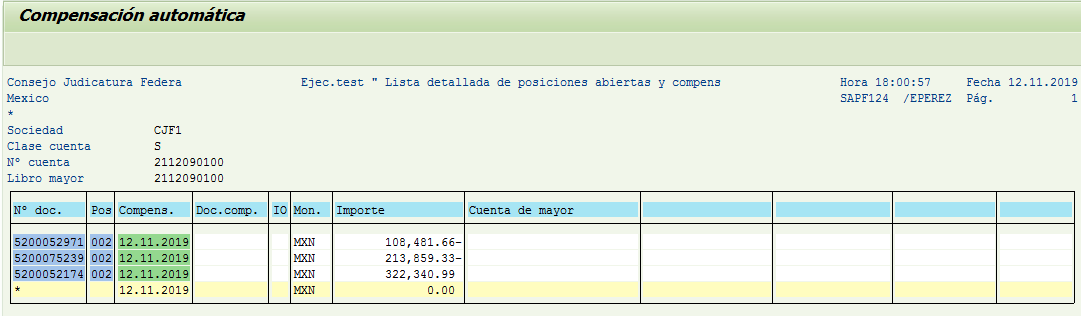 Compensación automática
Consejo Judicatura Federa Ejec.test " Lista detallada de posiciones abiertas y compens Hora 18:00:57 Fecha 12.11.2019
Mexico SAPF124 /EPEREZ Pág. 1
*
Sociedad CJF1
Clase cuenta S
Nº cuenta 2112090100
Libro mayor 2112090100
Nº doc. Pos Compens. Doc.comp. IO Mon. Importe Cuenta de mayor
5200052971 002 12.11.2019 MXN 108,481.66-
5200075239 002 12.11.2019 MXN 213,859.33-
5200052174 002 12.11.2019 MXN 322,340.99
* 12.11.2019 MXN 0.00